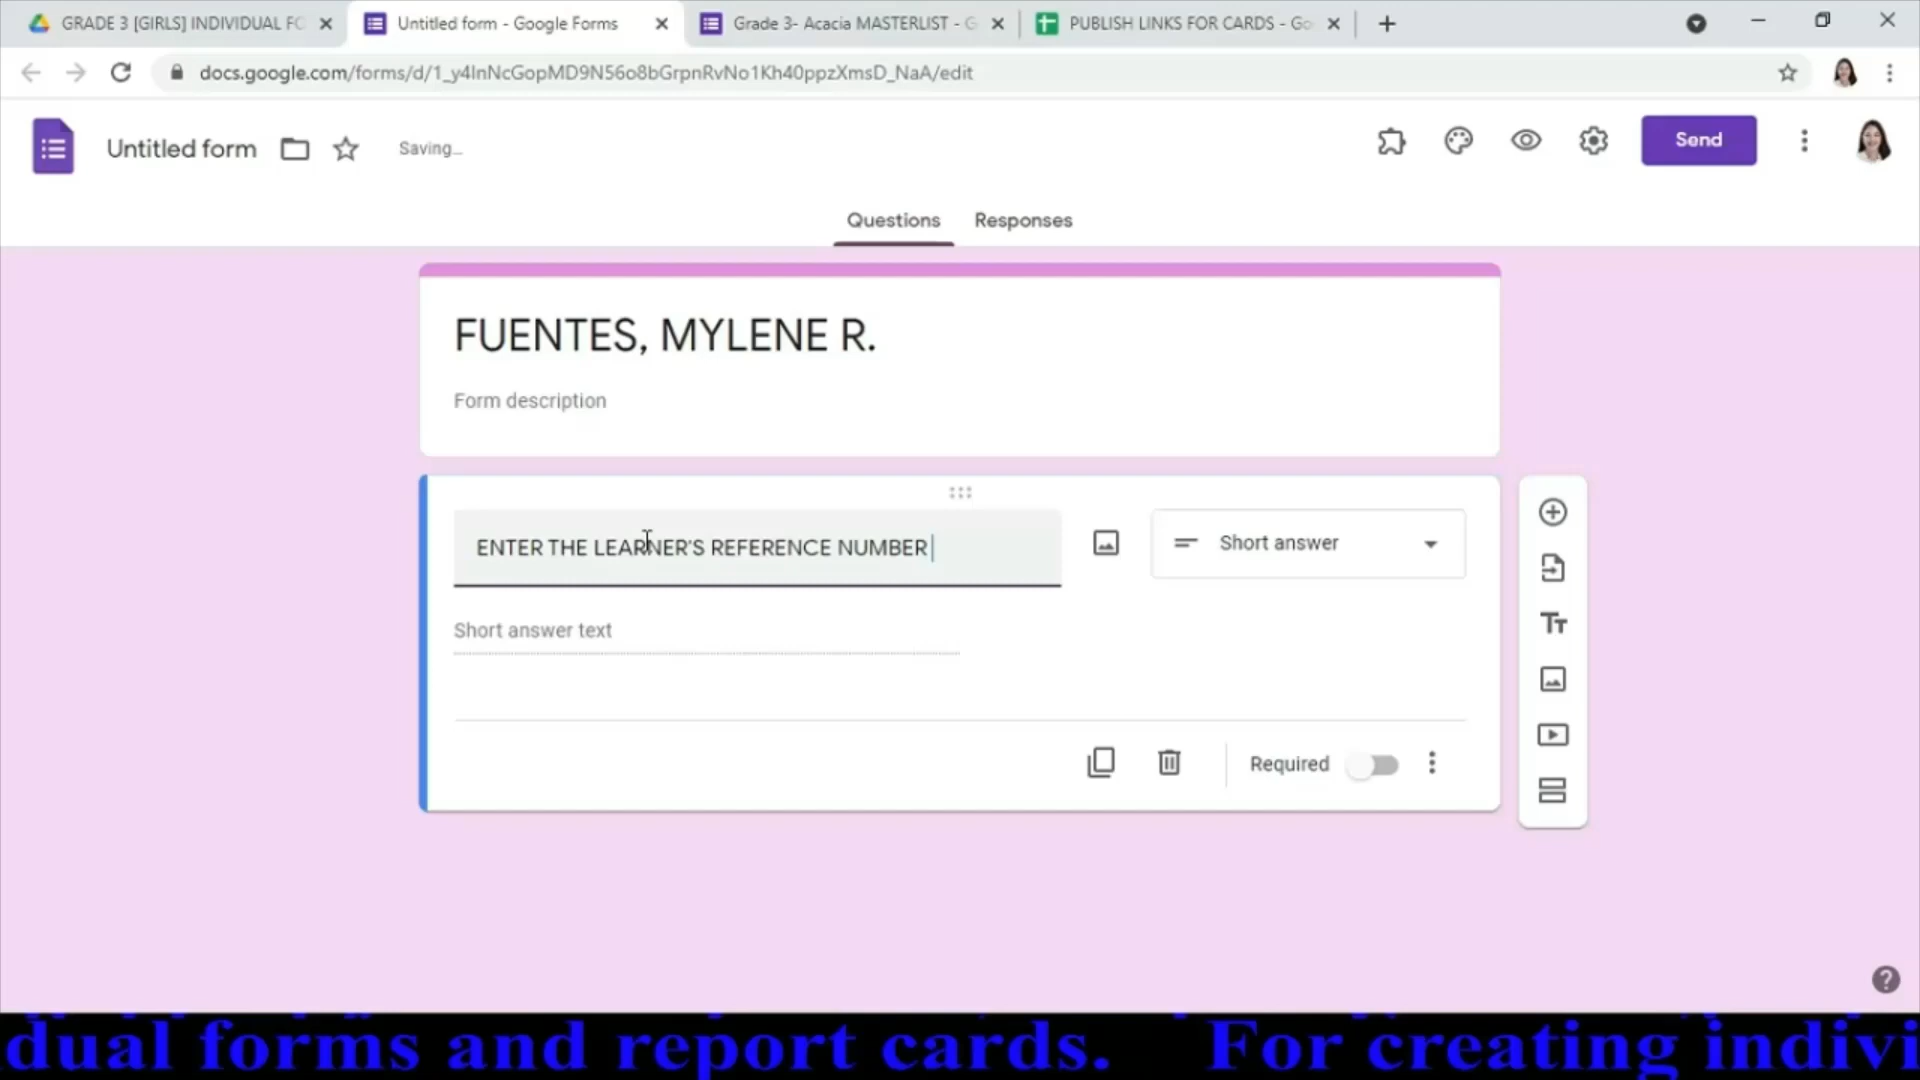 GRADE 3 [GIRLS] INDIVIDUAL FO
Untitled form - Google Forms
Grade 3- Acacia MASTERLIST - G
PUBLISH LINKS FOR CARDS - Go
docs.google.com/forms/d/1_y4lnNcGopMD9N56o8bGrpnRvNo1Kh40ppzXmsD_NaA/edit
Untitled form
Saving...
Send
Questions
Responses
FUENTES, MYLENE R.
Form description
ENTER THE LEARNER'S REFERENCE NUMBER
Short answer
Short answer text
Required
dual forms and report cards. For creating indivi